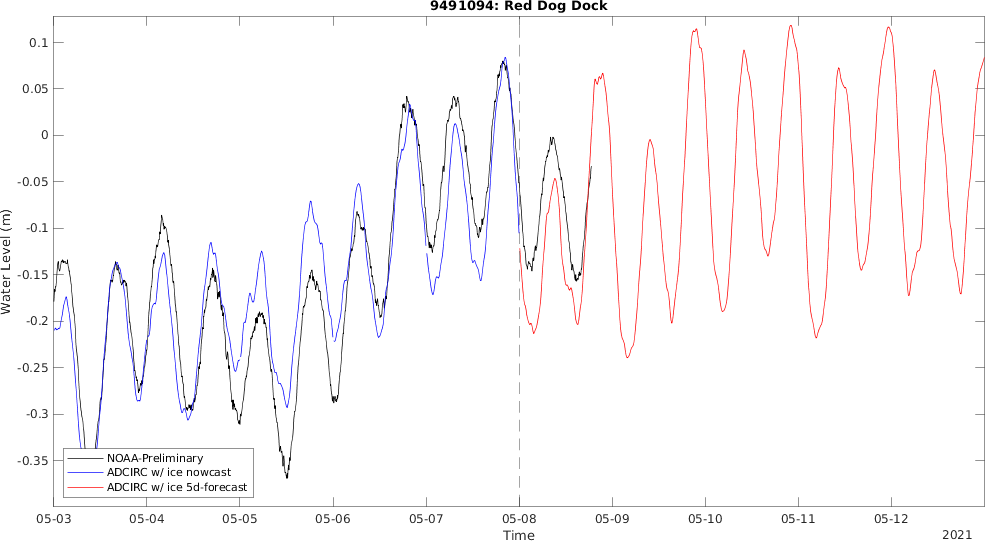 9491094: Red Dog Dock
0.1
0.05
0
-0.05
-0.1
-0.15
-0.2
-0.25
-0.3
-0.35
Water Level (m)
NOAA-Preliminary
ADCIRC w/ ice nowcast
ADCIRC w/ ice 5d-forecast
05-03 05-04 05-05 05-06 05-07 05-08 05-09 05-10 05-11 05-12
Time
2021